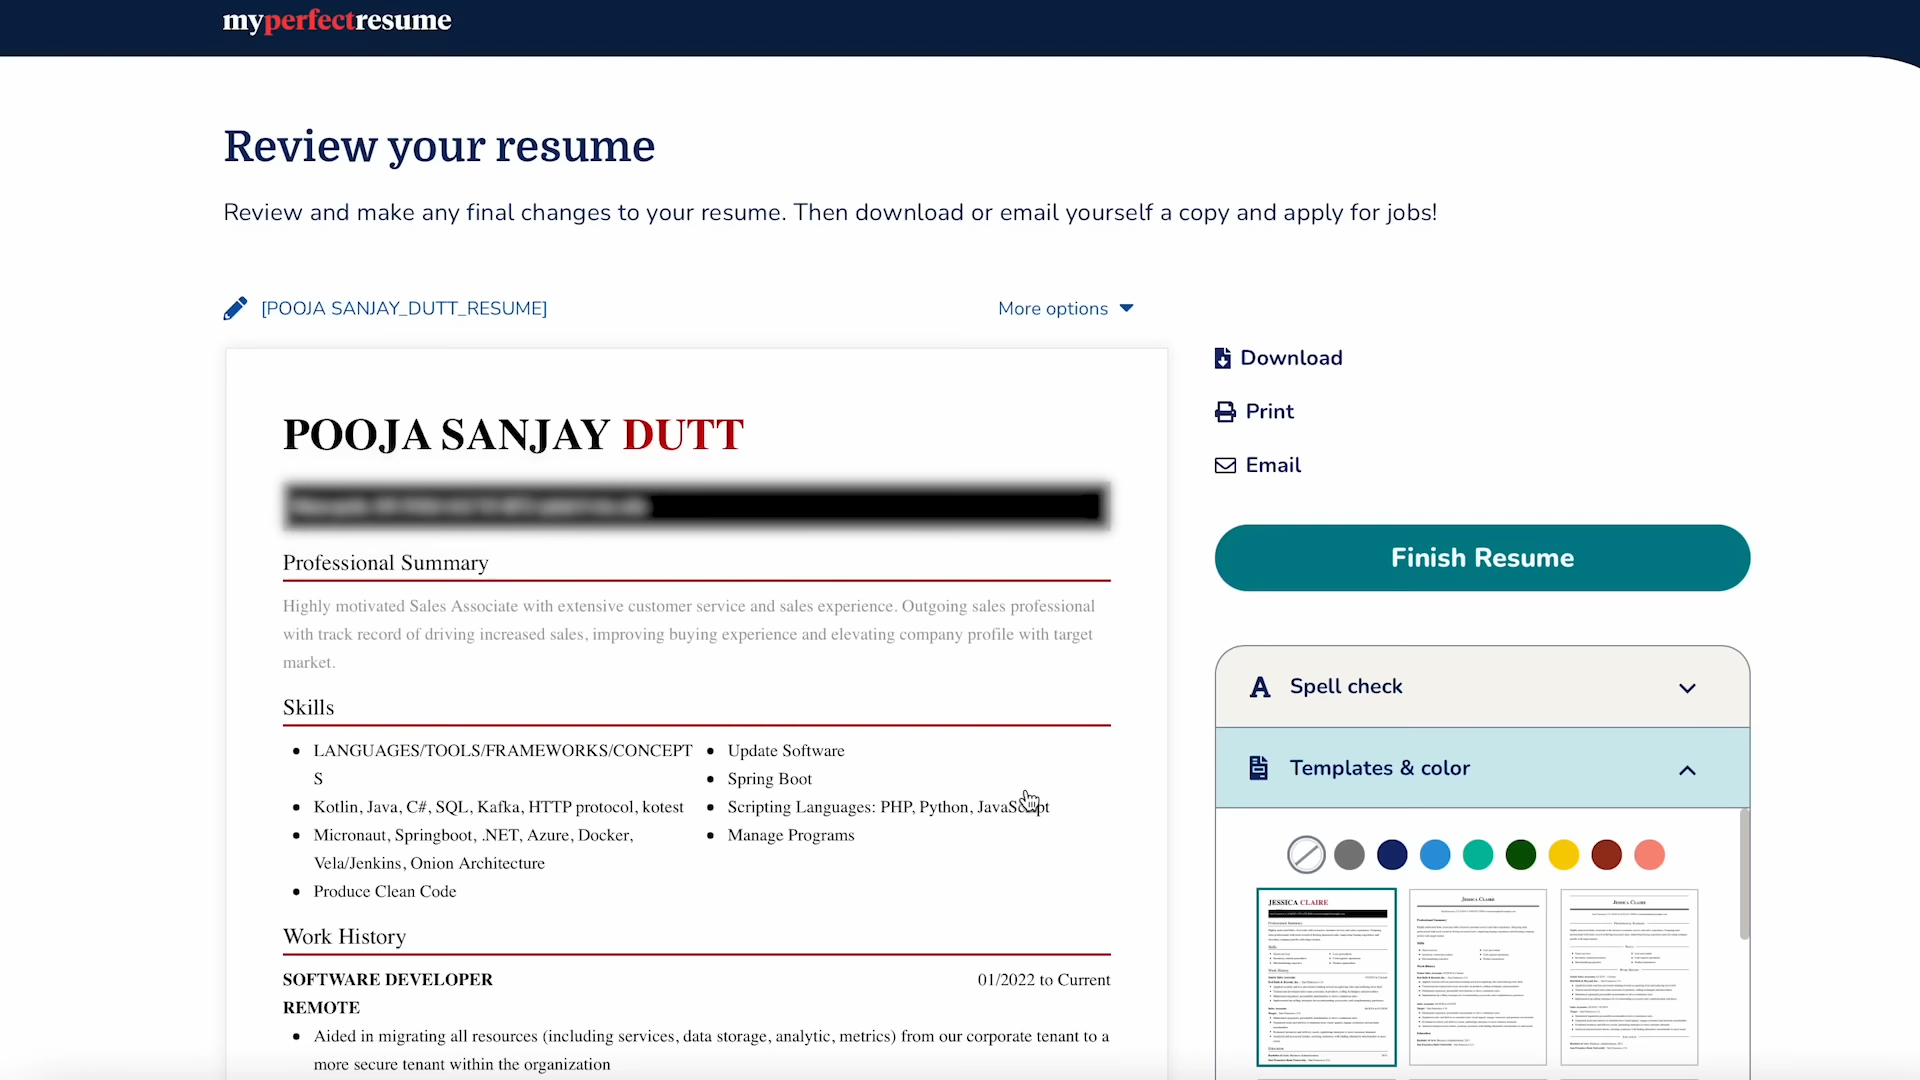 myperfectresume
Review your resume
Review and make any final changes to your resume. Then download or email yourself a copy and apply for jobs!
[POOJA SANJAY_DUTT_RESUME]
More options
Download
Print
Email
Finish Resume
Spell check
Templates & color
POOJA SANJAY DUTT
Professional Summary
Highly motivated Sales Associate with extensive customer service and sales experience. Outgoing sales professional
with track record of driving increased sales, improving buying experience and elevating company profile with target
market.
Skills
LANGUAGES/TOOLS/FRAMEWORKS/CONCEPT
S
Kotlin, Java, C#, SQL, Kafka, HTTP protocol, kotest
Micronaut, Springboot, .NET, Azure, Docker,
Vela/Jenkins, Onion Architecture
Produce Clean Code
Update Software
Spring Boot
Scripting Languages: PHP, Python, JavaScript
Manage Programs
Work History
SOFTWARE DEVELOPER
01/2022 to Current
REMOTE
Aided in migrating all resources (including services, data storage, analytic, metrics) from our corporate tenant to a
more secure tenant within the organization
JESSICA CLAIRE
JESSICA CLAIRE
JESSICA CLAIRE